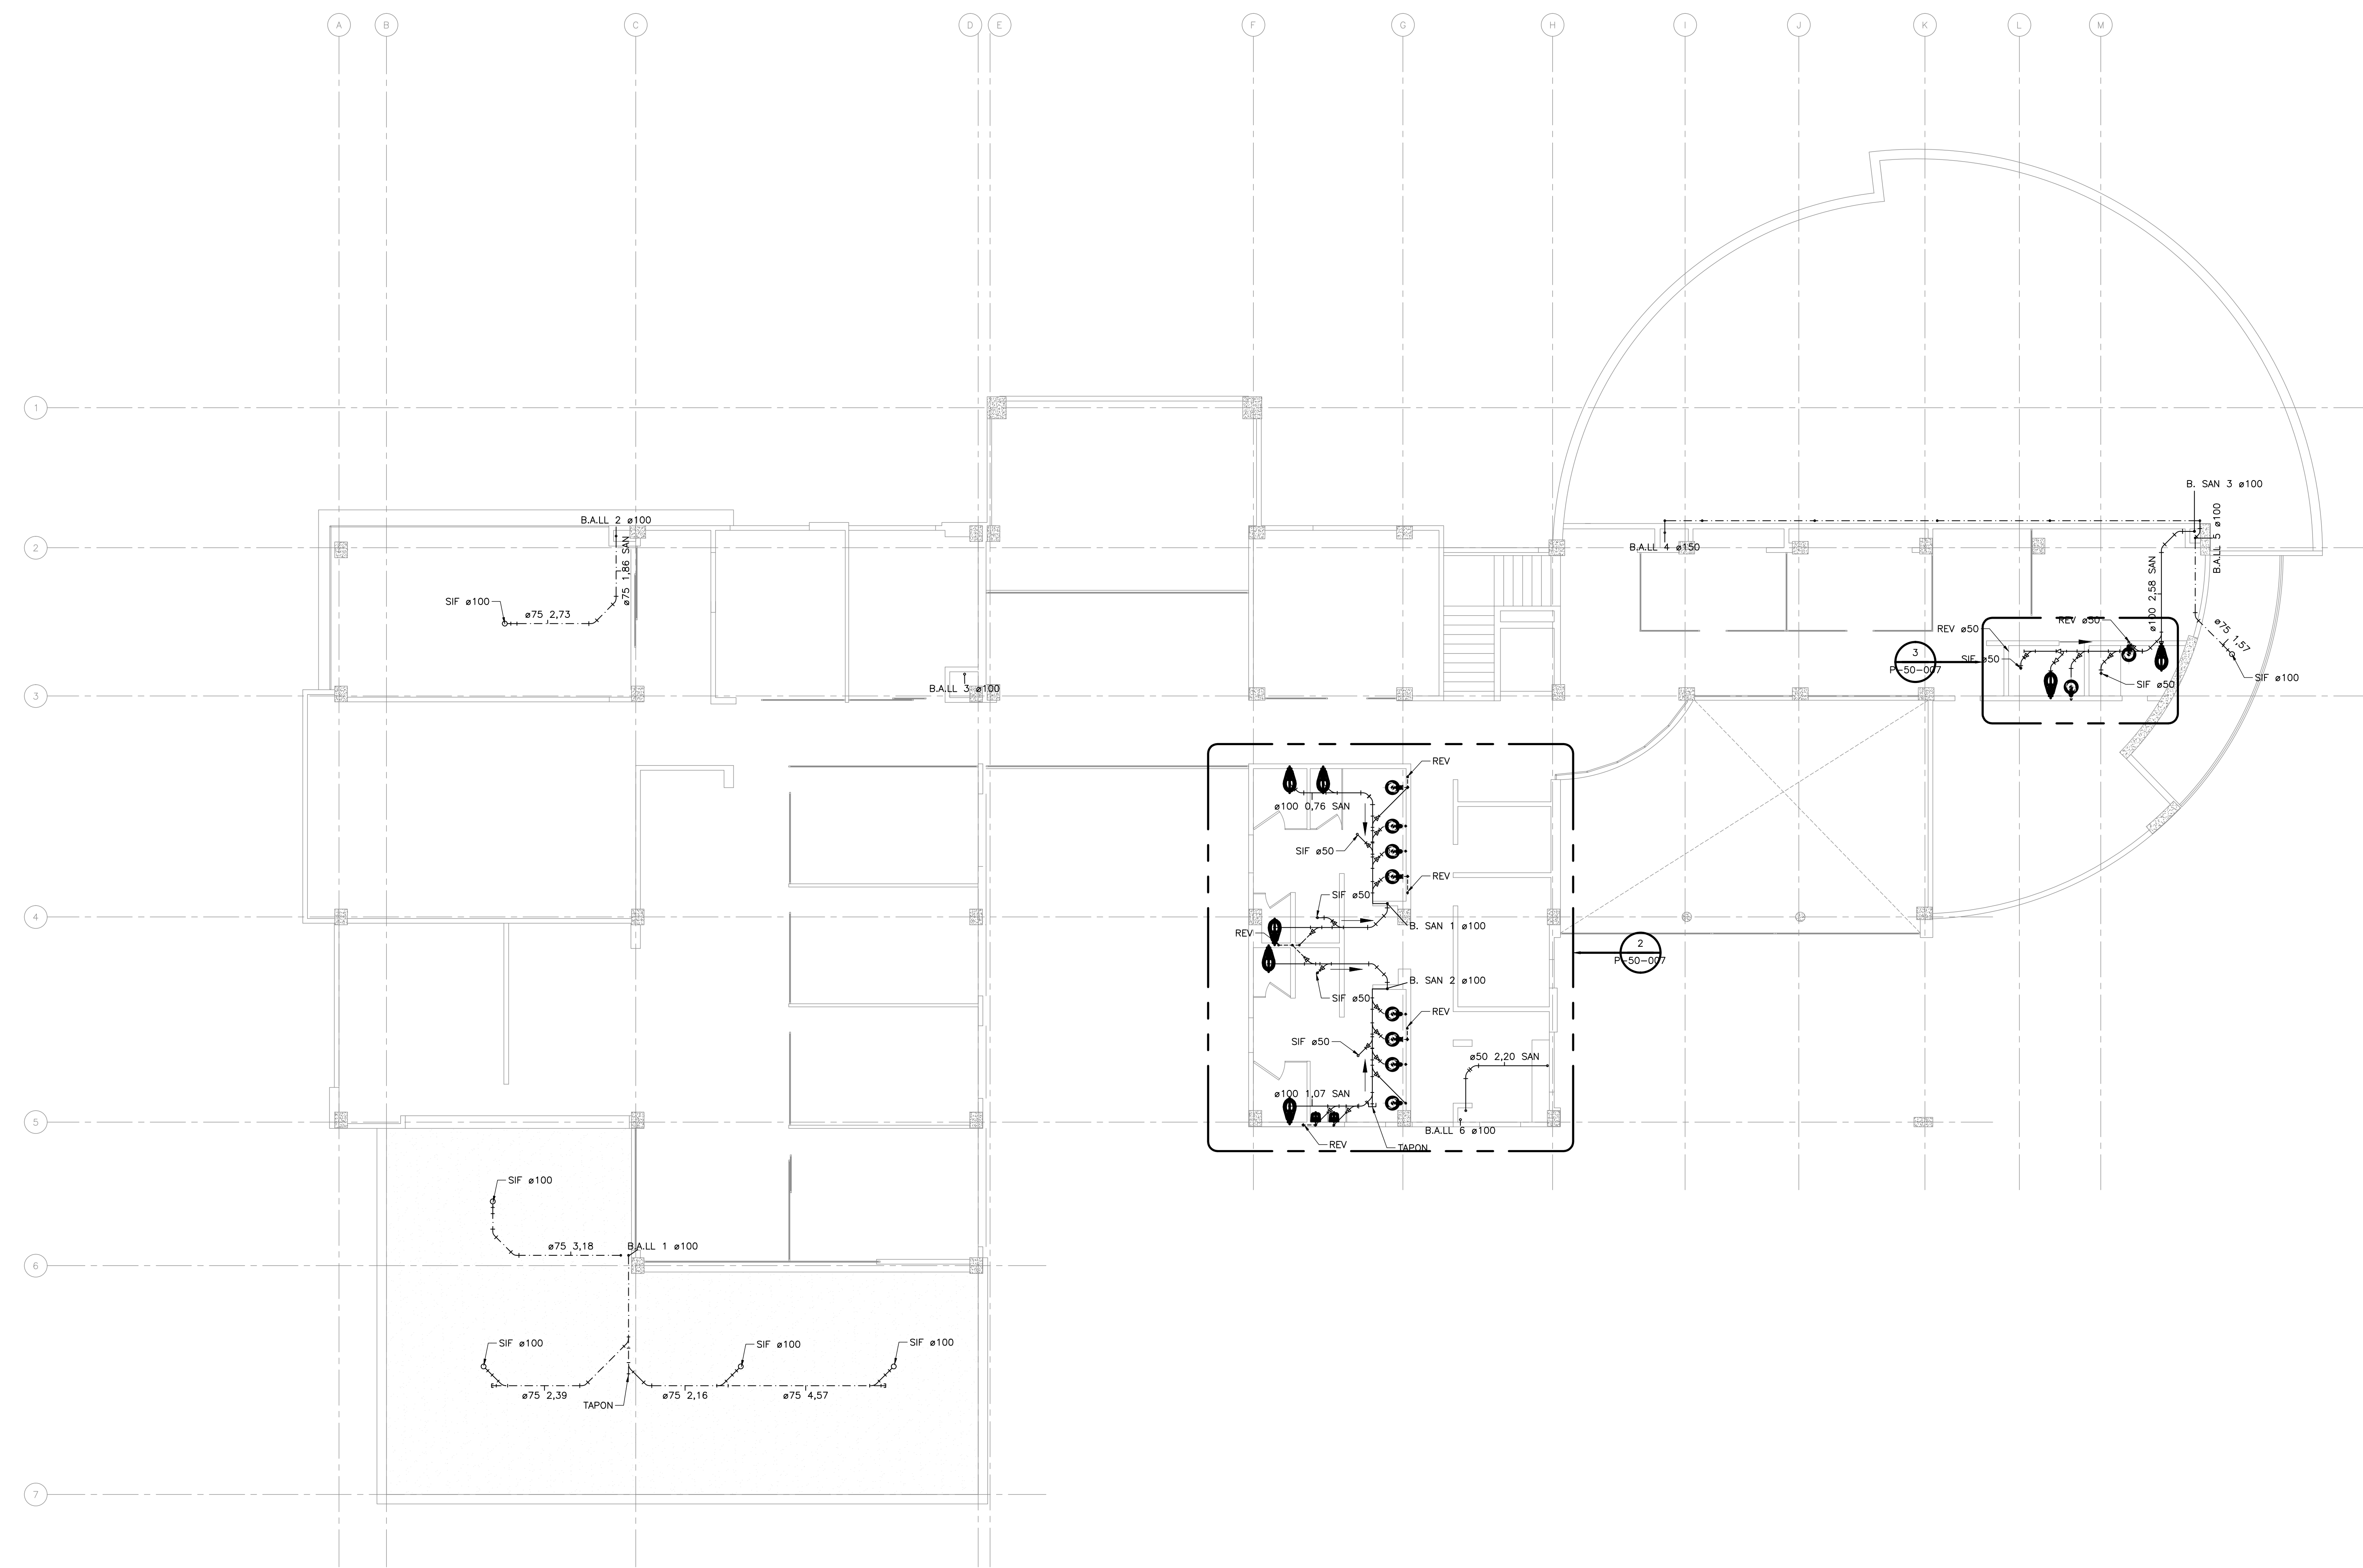 A
B
C
D
E
F
G
H
I
J
K
L
M
1
B. SAN 3 ø100
B.A.LL 5 ø100
B.A.LL 2 ø100
2
B.A.LL 4 ø150
ø75 1,86 SAN
ø100 2,58 SAN
SIF ø100
ø75 2,73
REV ø50
REV ø50
ø75 1,57
3
P-50-007
SIF ø50
SIF ø100
SIF ø50
B.A.LL 3 ø100
3
REV
ø100 0,76 SAN
SIF ø50
REV
SIF ø50
4
B. SAN 1 ø100
REV
2
P-50-007
B. SAN 2 ø100
SIF ø50
REV
SIF ø50
ø50 2,20 SAN
ø100 1,07 SAN
5
B.A.LL 6 ø100
REV
TAPON
SIF ø100
ø75 3,18
B.A.LL 1 ø100
6
SIF ø100
SIF ø100
SIF ø100
ø75 2,39
ø75 2,16
ø75 4,57
TAPON
7